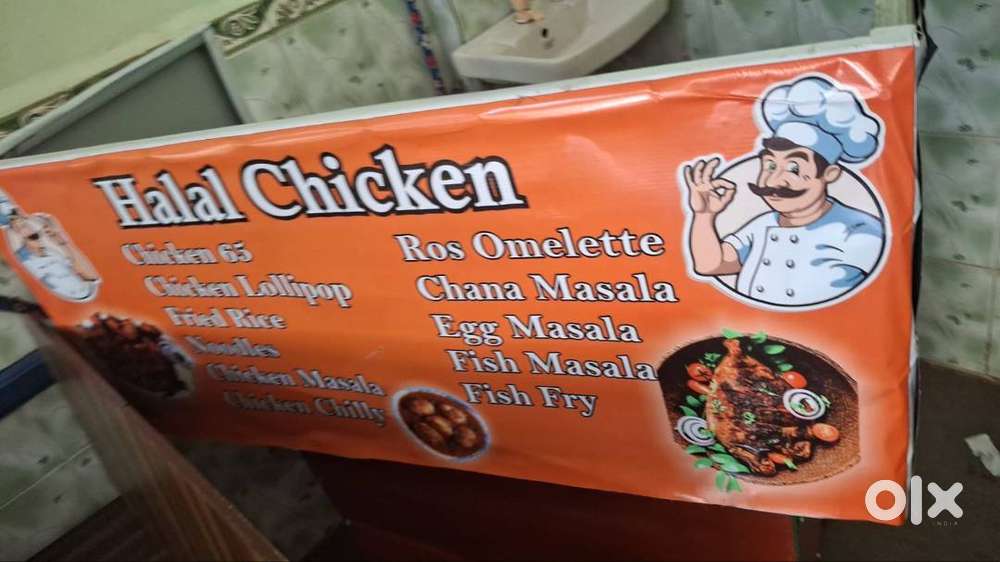 Halal Chicken
Chicken 65
Chicken Lollipop
Fried Rice
Noodles
Chicken Masala
Chicken Chilly
Ros Omelette
Chana Masala
Egg Masala
Fish Masala
Fish Fry
olx
INDIA